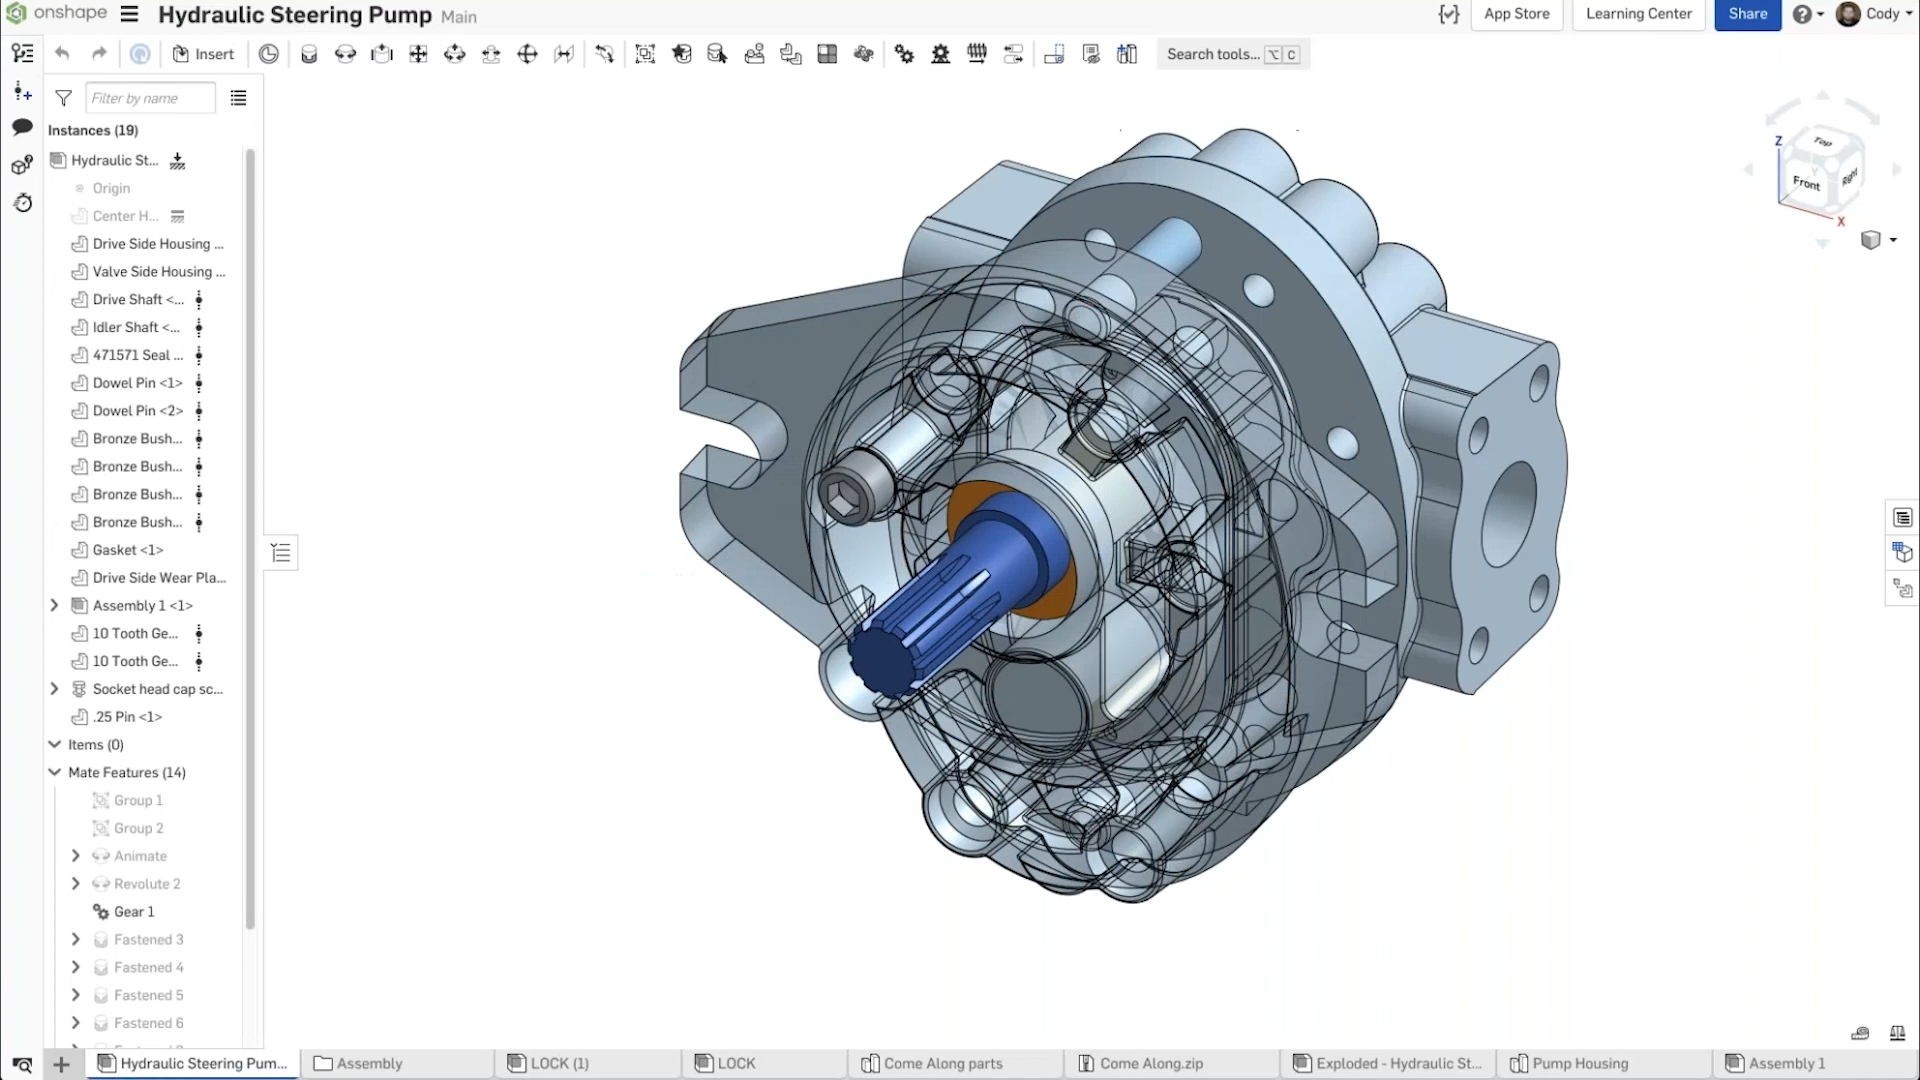 onshape
Hydraulic Steering Pump Main
App Store
Learning Center
Share
Cody
Insert
Search tools... ⌥ C
Filter by name
Instances (19)
Hydraulic St...
Origin
Center H...
Drive Side Housing ...
Valve Side Housing ...
Drive Shaft <...
Idler Shaft <...
471571 Seal ...
Dowel Pin <1>
Dowel Pin <2>
Bronze Bush...
Bronze Bush...
Bronze Bush...
Bronze Bush...
Gasket <1>
Drive Side Wear Pla...
Assembly 1 <1>
10 Tooth Ge...
10 Tooth Ge...
Socket head cap sc...
.25 Pin <1>
Items (0)
Mate Features (14)
Group 1
Group 2
Animate
Revolute 2
Gear 1
Fastened 3
Fastened 4
Fastened 5
Fastened 6
Z
Top
Front
Right
X
Hydraulic Steering Pum...
Assembly
LOCK (1)
LOCK
Come Along parts
Come Along.zip
Exploded - Hydraulic St...
Pump Housing
Assembly 1